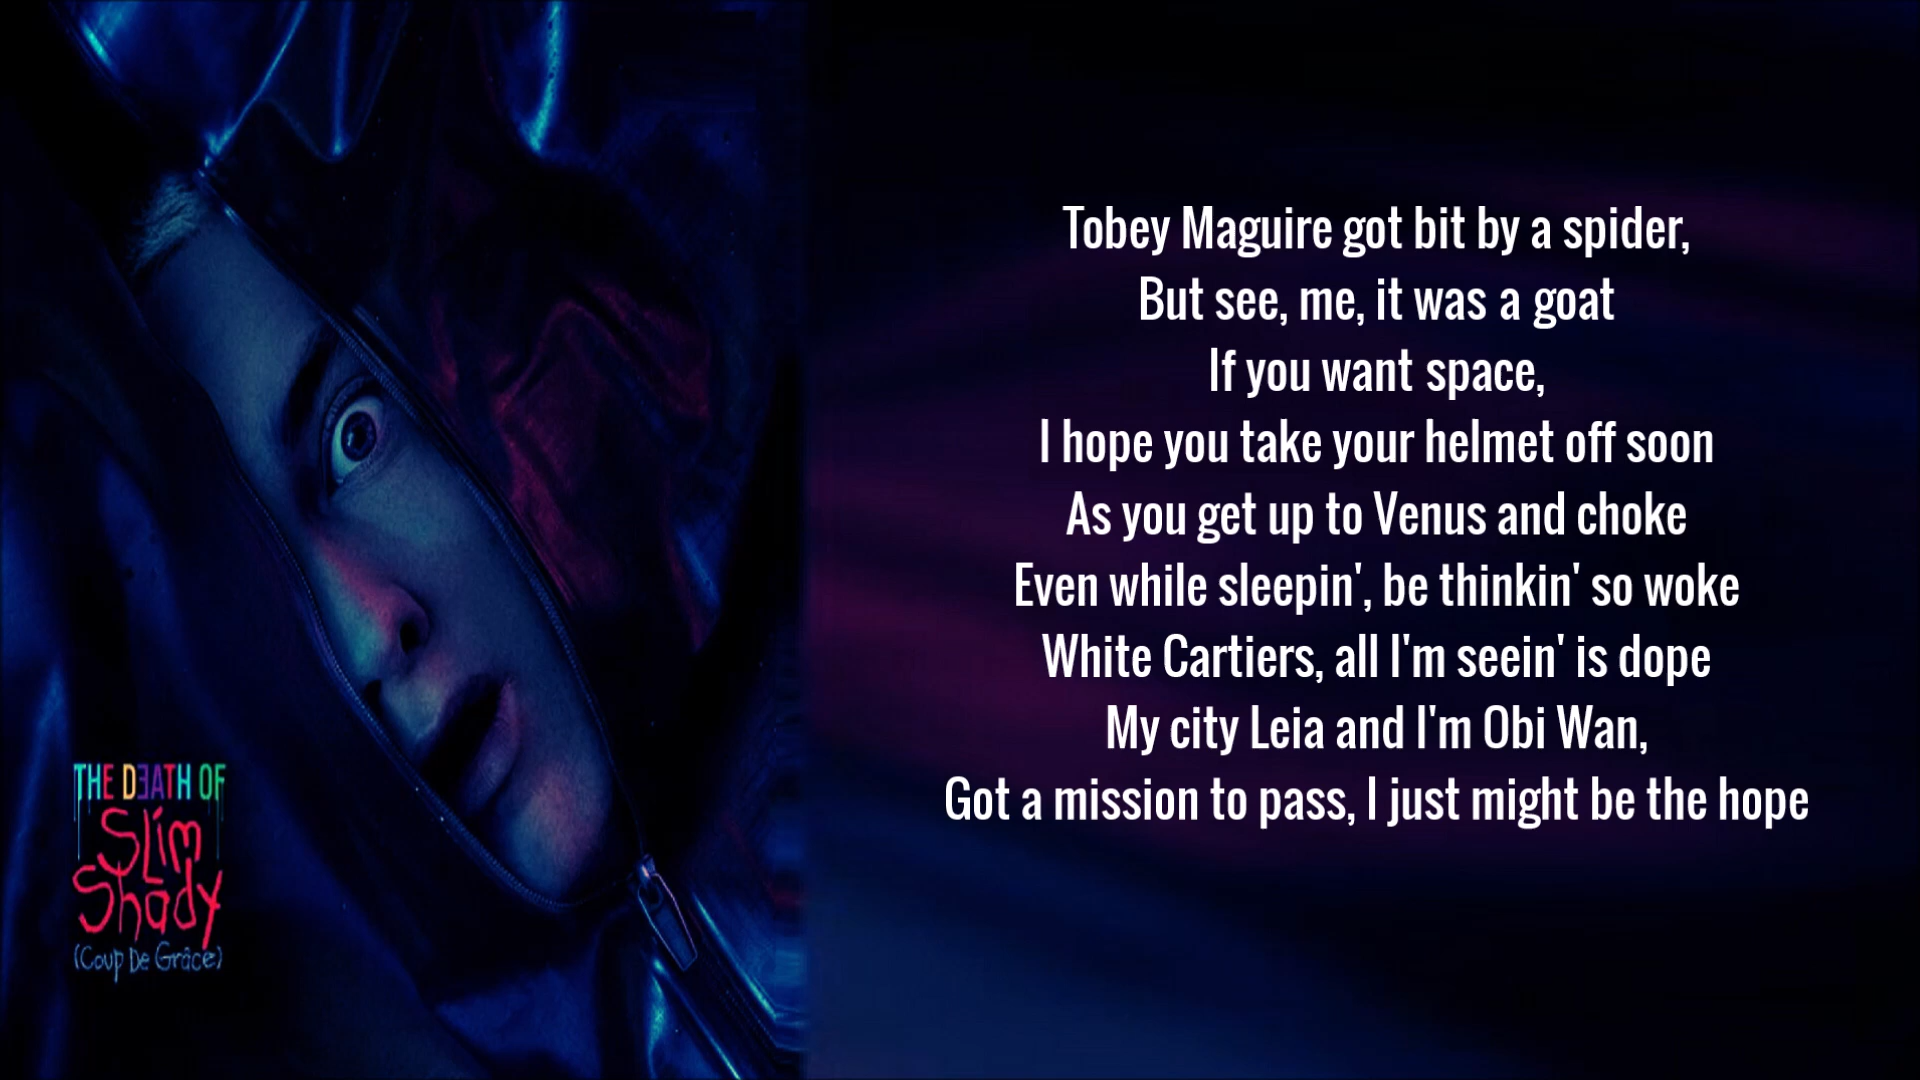 THE DEATH OF
Slim
Shady
(Coup De Grâce)
Tobey Maguire got bit by a spider,
But see, me, it was a goat
If you want space,
I hope you take your helmet off soon
As you get up to Venus and choke
Even while sleepin', be thinkin' so woke
White Cartiers, all I'm seein' is dope
My city Leia and I'm Obi Wan,
Got a mission to pass, I just might be the hope